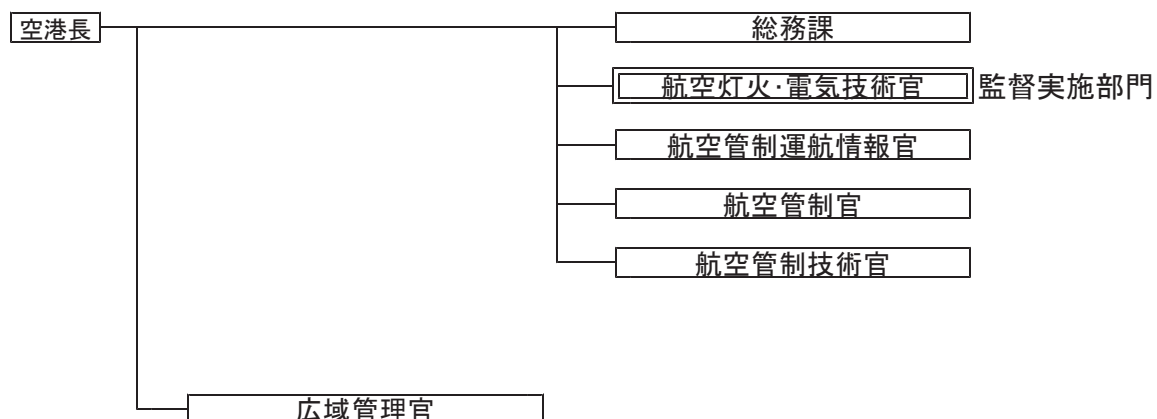 空港長
総務課
航空灯火・電気技術官 監督実施部門
航空管制運航情報官
航空管制官
航空管制技術官
広域管理官